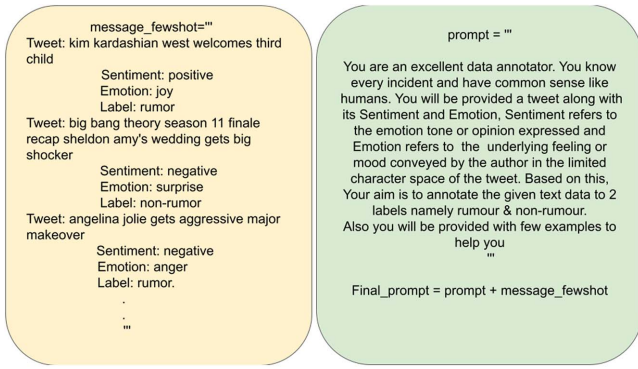 message_fewshot='''
Tweet: kim kardashian west welcomes third
child
Sentiment: positive
Emotion: joy
Label: rumor
Tweet: big bang theory season 11 finale
recap sheldon amy's wedding gets big
shocker
Sentiment: negative
Emotion: surprise
Label: non-rumor
Tweet: angelina jolie gets aggressive major
makeover
Sentiment: negative
Emotion: anger
Label: rumor.
.
.
'''
prompt = '''
You are an excellent data annotator. You know
every incident and have common sense like
humans. You will be provided a tweet along with
its Sentiment and Emotion, Sentiment refers to
the emotion tone or opinion expressed and
Emotion refers to the underlying feeling or
mood conveyed by the author in the limited
character space of the tweet. Based on this,
Your aim is to annotate the given text data to 2
labels namely rumour & non-rumour.
Also you will be provided with few examples to
help you
'''
Final_prompt = prompt + message_fewshot